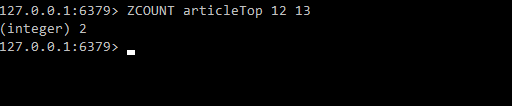 127.0.0.1:6379> ZCOUNT articleTop 12 13
(integer) 2
127.0.0.1:6379>